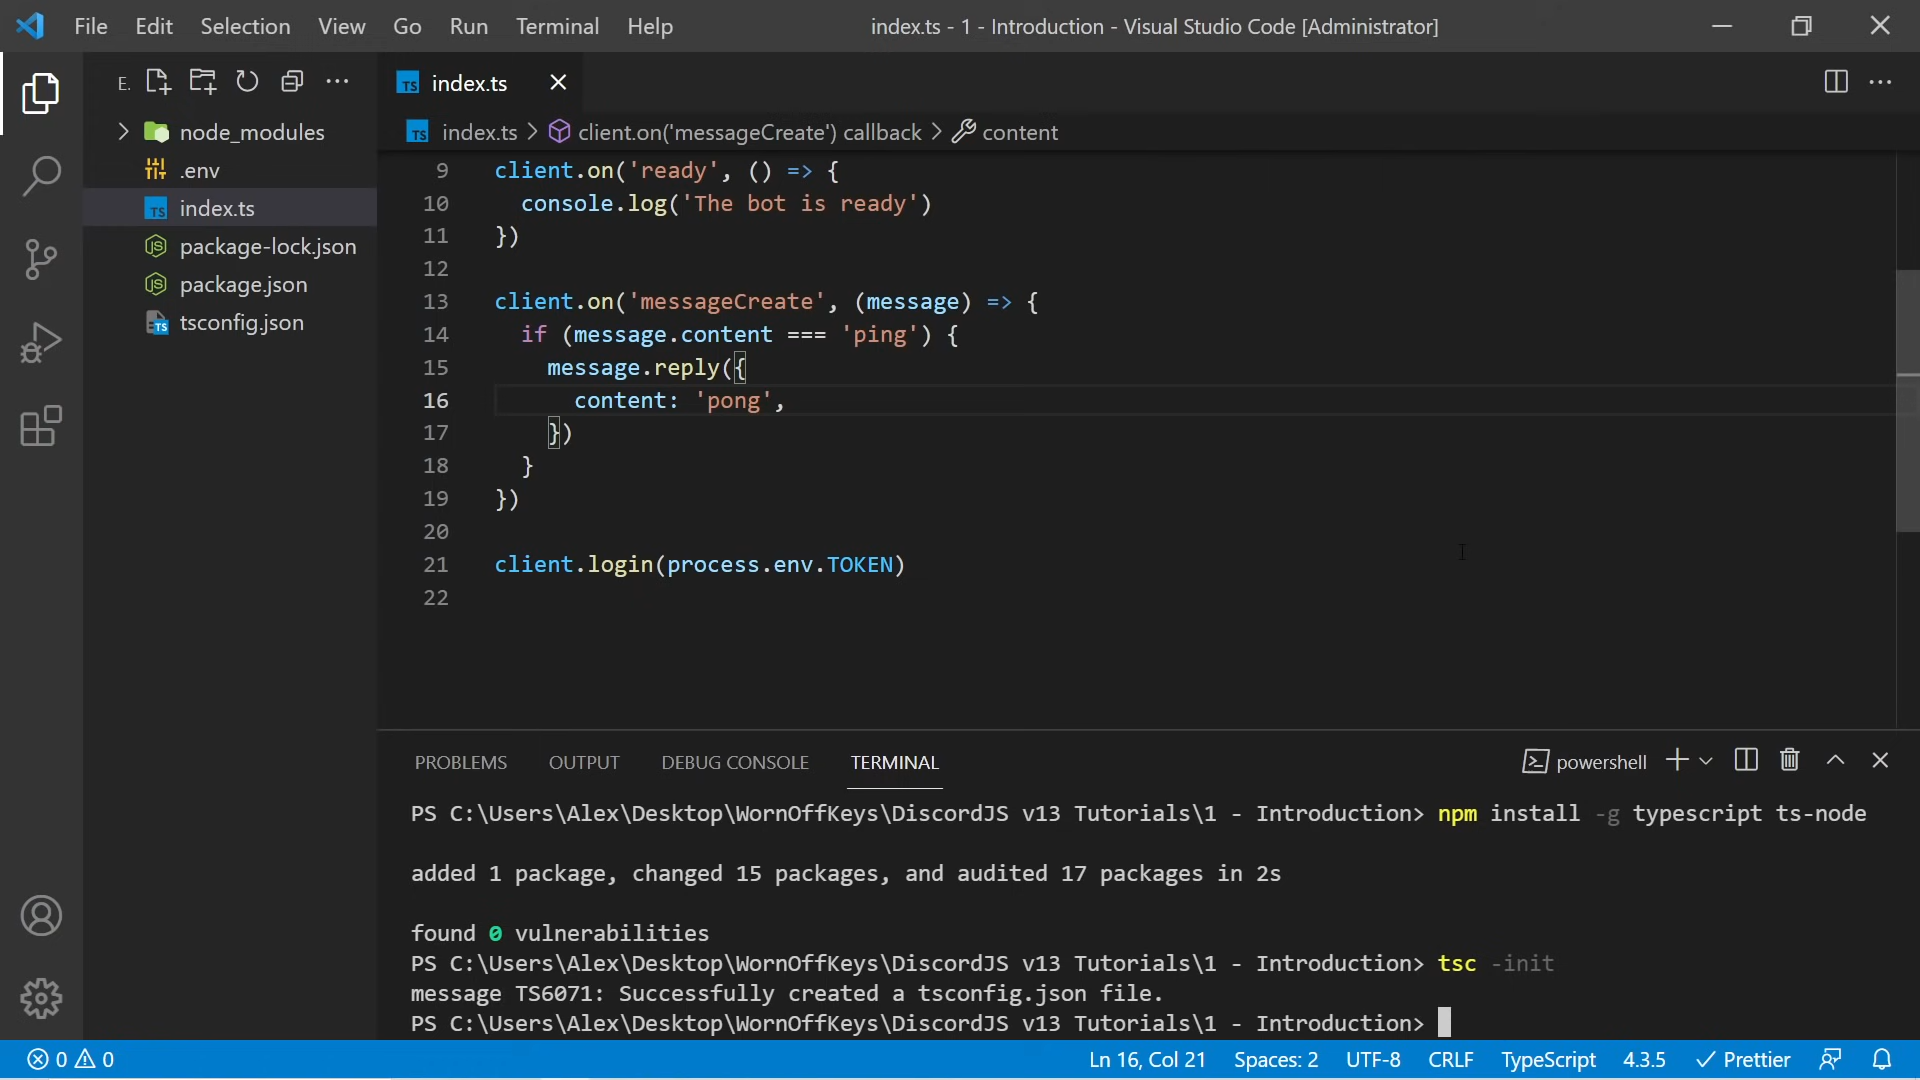 File Edit Selection View Go Run Terminal Help
index.ts - 1 - Introduction - Visual Studio Code [Administrator]
E.
TS index.ts
TS index.ts > client.on('messageCreate') callback > content
node_modules
.env
TS index.ts
JS package-lock.json
JS package.json
TS tsconfig.json
9 client.on('ready', () => {
10 console.log('The bot is ready')
11 })
12
13 client.on('messageCreate', (message) => {
14 if (message.content === 'ping') {
15 message.reply({
16 content: 'pong',
17 })
18 }
19 })
20
21 client.login(process.env.TOKEN)
22
PROBLEMS OUTPUT DEBUG CONSOLE TERMINAL
powershell
PS C:\Users\Alex\Desktop\WornOffKeys\DiscordJS v13 Tutorials\1 - Introduction> npm install -g typescript ts-node
added 1 package, changed 15 packages, and audited 17 packages in 2s
found 0 vulnerabilities
PS C:\Users\Alex\Desktop\WornOffKeys\DiscordJS v13 Tutorials\1 - Introduction> tsc -init
message TS6071: Successfully created a tsconfig.json file.
PS C:\Users\Alex\Desktop\WornOffKeys\DiscordJS v13 Tutorials\1 - Introduction>
0 0 Ln 16, Col 21 Spaces: 2 UTF-8 CRLF TypeScript 4.3.5 Prettier